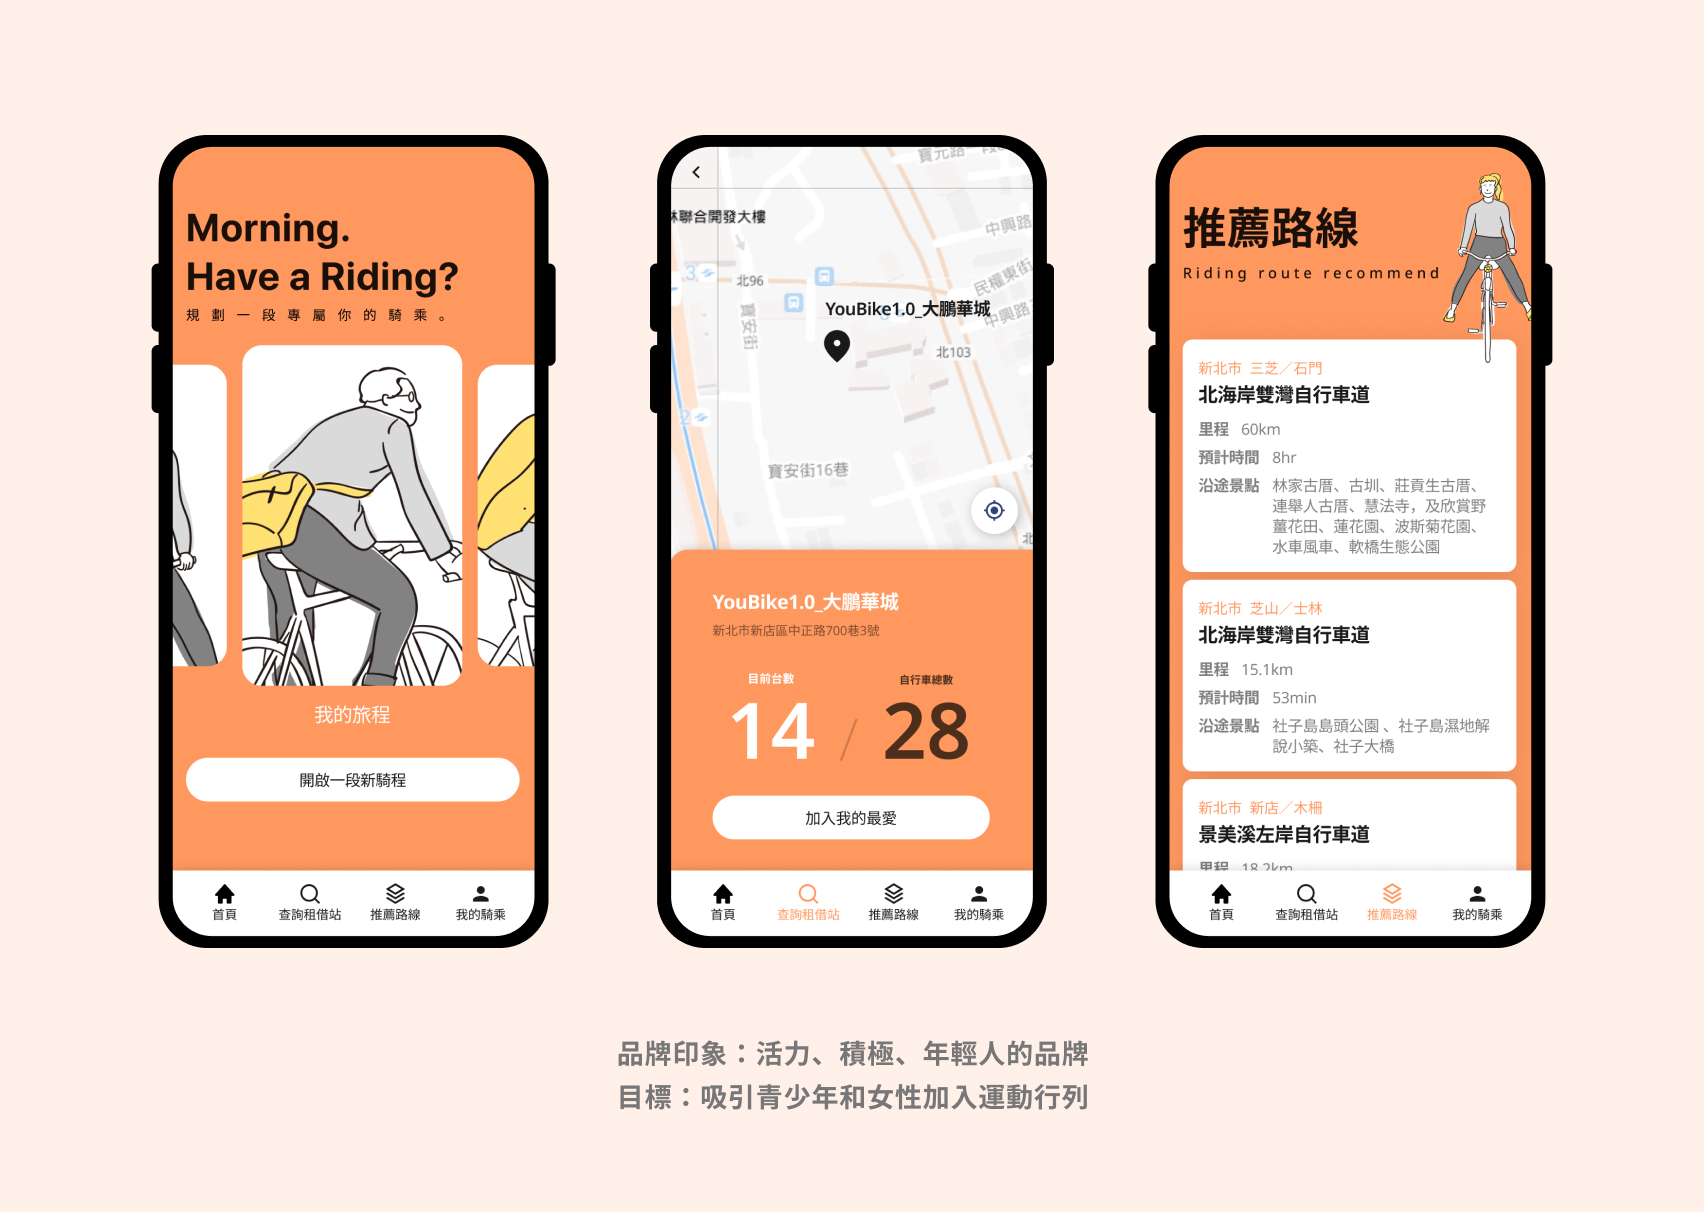 Morning.
Have a Riding?
規劃一段專屬你的騎乘。
我的旅程
開啟一段新騎程
首頁
查詢租借站
推薦路線
我的騎乘
寶元路
林聯合開發大樓
中興路
3
北96
民權東街
YouBike1.0_大鵬華城
中興路
寶安街
北103
2
寶安街16巷
北
YouBike1.0_大鵬華城
新北市新店區中正路700巷3號
目前台數
自行車總數
14 / 28
加入我的最愛
首頁
查詢租借站
推薦路線
我的騎乘
推薦路線
Riding route recommend
新北市 三芝／石門
北海岸雙灣自行車道
里程 60km
預計時間 8hr
沿途景點 林家古厝、古圳、莊貢生古厝、
連舉人古厝、慧法寺，及欣賞野
薑花田、蓮花園、波斯菊花園、
水車風車、軟橋生態公園
新北市 芝山／士林
北海岸雙灣自行車道
里程 15.1km
預計時間 53min
沿途景點 社子島島頭公園 、社子島濕地解
說小築、社子大橋
新北市 新店／木柵
景美溪左岸自行車道
里程 18.2km
首頁
查詢租借站
推薦路線
我的騎乘
品牌印象：活力、積極、年輕人的品牌
目標：吸引青少年和女性加入運動行列